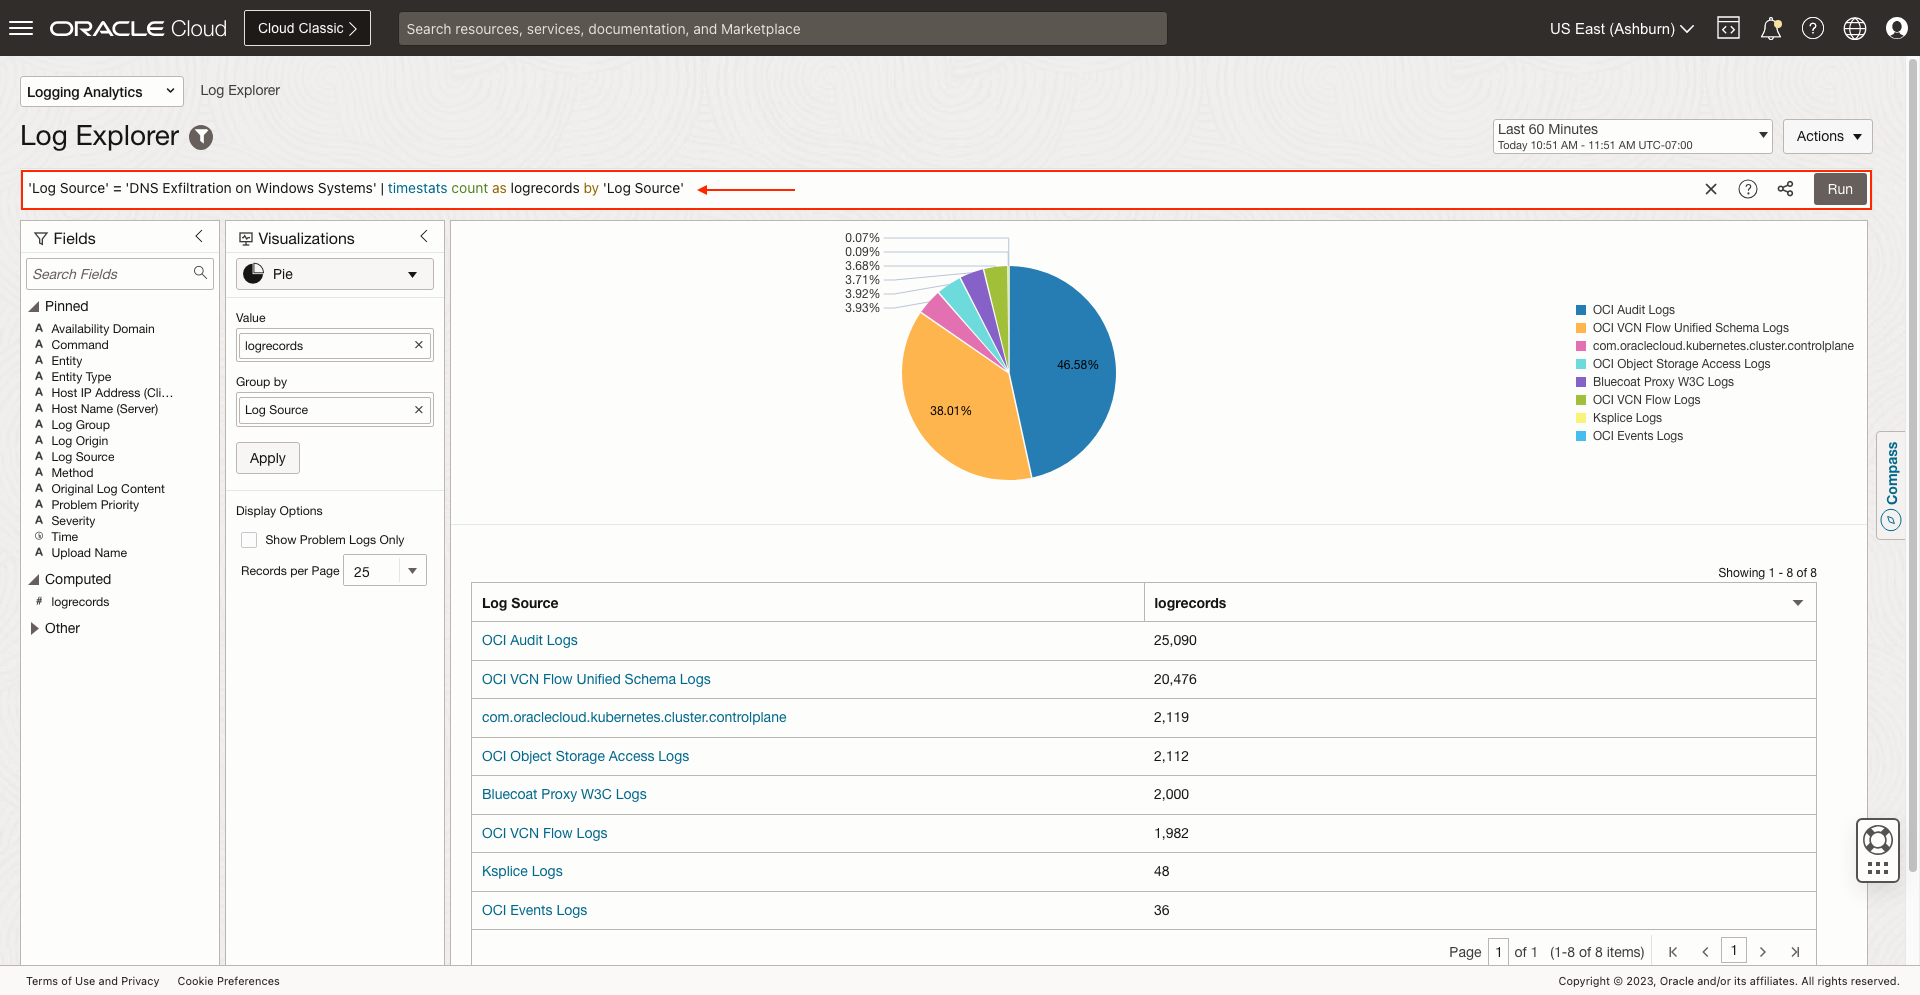 ORACLE Cloud
Cloud Classic
Search resources, services, documentation, and Marketplace
US East (Ashburn)
Logging Analytics
Log Explorer
Log Explorer
Last 60 Minutes
Today 10:51 AM - 11:51 AM UTC-07:00
Actions
'Log Source' = 'DNS Exfiltration on Windows Systems' | timestats count as logrecords by 'Log Source'
Run
Fields
Search Fields
Pinned
A Availability Domain
A Command
A Entity
A Entity Type
A Host IP Address (Cli...
A Host Name (Server)
A Log Group
A Log Origin
A Log Source
A Method
A Original Log Content
A Problem Priority
A Severity
Time
A Upload Name
Computed
# logrecords
Other
Visualizations
Pie
Value
logrecords
Group by
Log Source
Apply
Display Options
Show Problem Logs Only
Records per Page 25
0.07%
0.09%
3.68%
3.71%
3.92%
3.93%
46.58%
38.01%
OCI Audit Logs
OCI VCN Flow Unified Schema Logs
com.oraclecloud.kubernetes.cluster.controlplane
OCI Object Storage Access Logs
Bluecoat Proxy W3C Logs
OCI VCN Flow Logs
Ksplice Logs
OCI Events Logs
Compass
Showing 1 - 8 of 8
Log Source logrecords
OCI Audit Logs 25,090
OCI VCN Flow Unified Schema Logs 20,476
com.oraclecloud.kubernetes.cluster.controlplane 2,119
OCI Object Storage Access Logs 2,112
Bluecoat Proxy W3C Logs 2,000
OCI VCN Flow Logs 1,982
Ksplice Logs 48
OCI Events Logs 36
Page 1 of 1 (1-8 of 8 items) 1
Terms of Use and Privacy Cookie Preferences
Copyright © 2023, Oracle and/or its affiliates. All rights reserved.